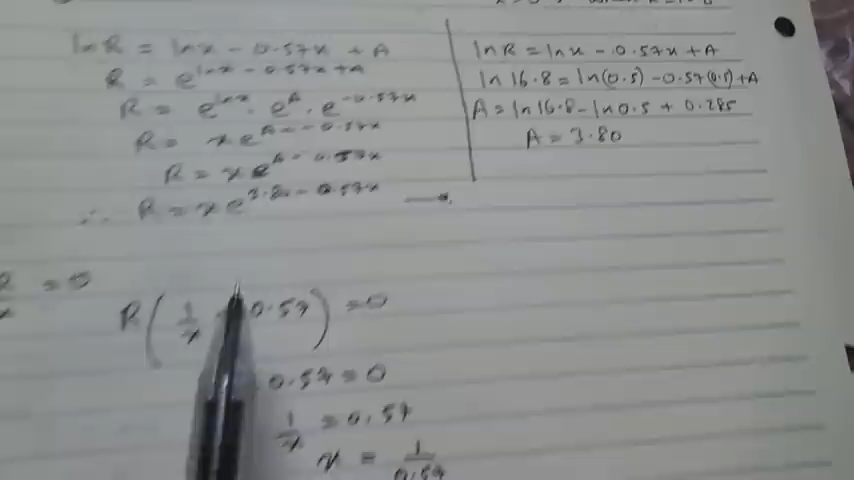 ln R = ln x - 0.57x + A
R = e^{ln x - 0.57x + A}
R = e^{ln x} · e^{A} · e^{-0.57x}
R = x e^{A - 0.57x}
R = x e^{A - 0.57x}
∴ R = x e^{3.80 - 0.57x}
ln R = ln x - 0.57x + A
ln 16.8 = ln(0.5) - 0.57(0.5) + A
A = ln 16.8 - ln 0.5 + 0.285
A = 3.80
= 0
R(1/x 0.57) = 0
0.57 = 0
1/x = 0.57
x = 1/0.57